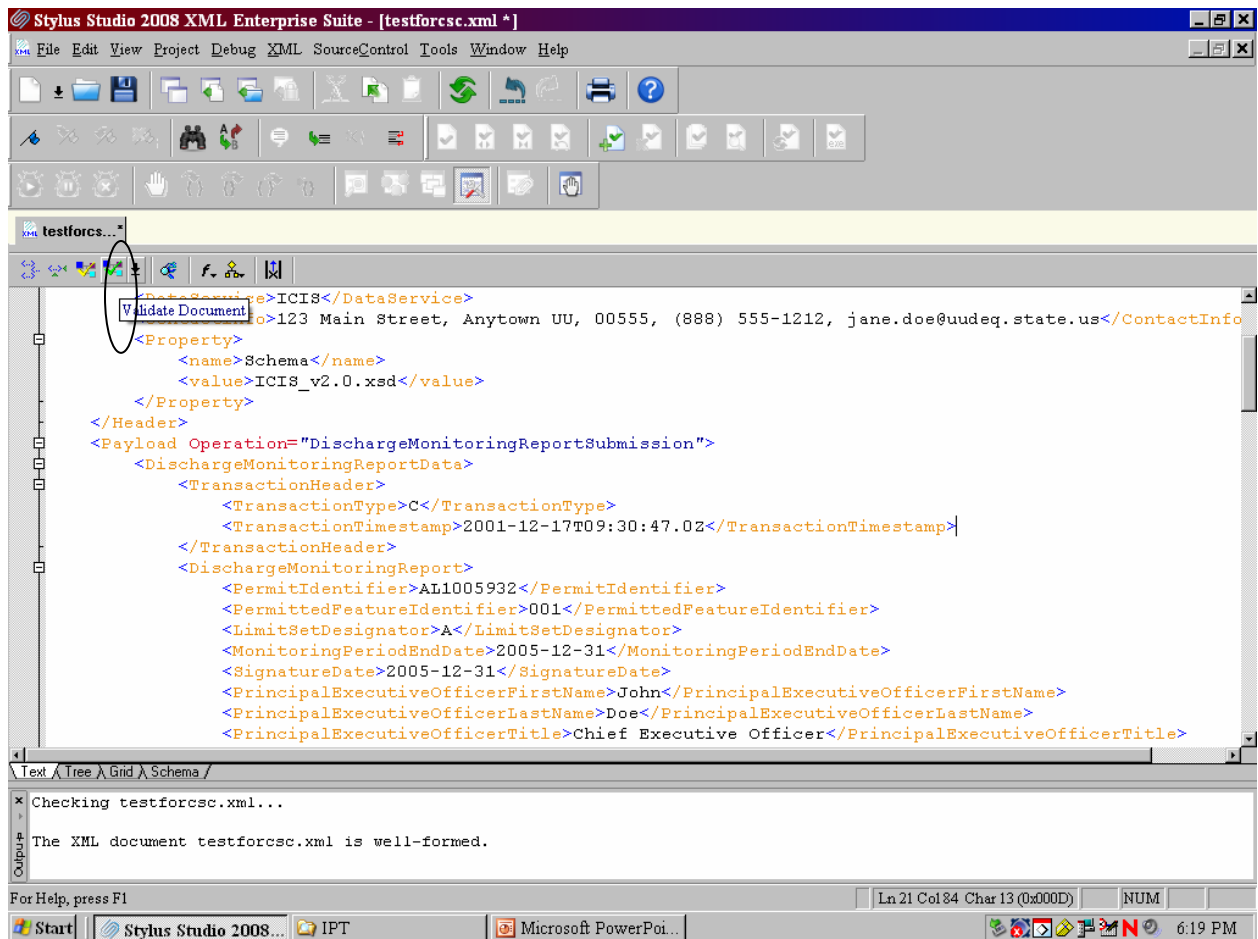 Stylus Studio 2008 XML Enterprise Suite - [testforcsc.xml *]
File Edit View Project Debug XML SourceControl Tools Window Help
testforcs...*
Validate Document
<DataService>ICIS</DataService>
o>123 Main Street, Anytown UU, 00555, (888) 555-1212, jane.doe@uudeq.state.us</ContactInfo
<Property>
<name>Schema</name>
<value>ICIS_v2.0.xsd</value>
</Property>
</Header>
<Payload Operation="DischargeMonitoringReportSubmission">
<DischargeMonitoringReportData>
<TransactionHeader>
<TransactionType>C</TransactionType>
<TransactionTimestamp>2001-12-17T09:30:47.0Z</TransactionTimestamp>
</TransactionHeader>
<DischargeMonitoringReport>
<PermitIdentifier>AL1005932</PermitIdentifier>
<PermittedFeatureIdentifier>001</PermittedFeatureIdentifier>
<LimitSetDesignator>A</LimitSetDesignator>
<MonitoringPeriodEndDate>2005-12-31</MonitoringPeriodEndDate>
<SignatureDate>2005-12-31</SignatureDate>
<PrincipalExecutiveOfficerFirstName>John</PrincipalExecutiveOfficerFirstName>
<PrincipalExecutiveOfficerLastName>Doe</PrincipalExecutiveOfficerLastName>
<PrincipalExecutiveOfficerTitle>Chief Executive Officer</PrincipalExecutiveOfficerTitle>
Text Tree Grid Schema
Output
Checking testforcsc.xml...
The XML document testforcsc.xml is well-formed.
For Help, press F1
Ln 21 Col 84 Char 13 (0x000D) NUM
Start Stylus Studio 2008... IPT Microsoft PowerPoi... 6:19 PM